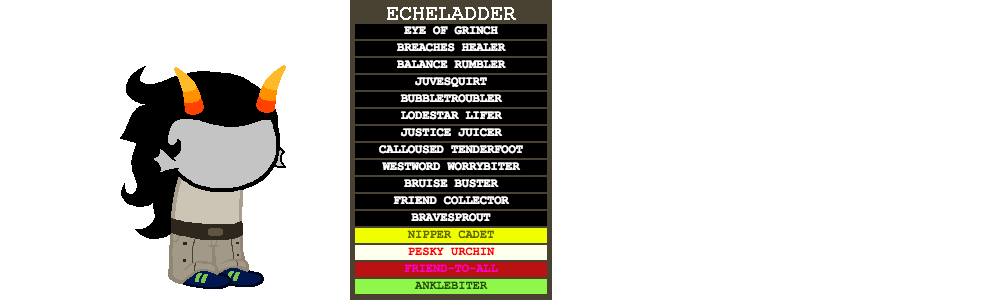 ECHELADDER
EYE OF GRINCH
BREACHES HEALER
BALANCE RUMBLER
JUVESQUIRT
BUBBLETROUBLER
LODESTAR LIFER
JUSTICE JUICER
CALLOUSED TENDERFOOT
WESTWORD WORRYBITER
BRUISE BUSTER
FRIEND COLLECTOR
BRAVESPROUT
NIPPER CADET
PESKY URCHIN
FRIEND-TO-ALL
ANKLEBITER